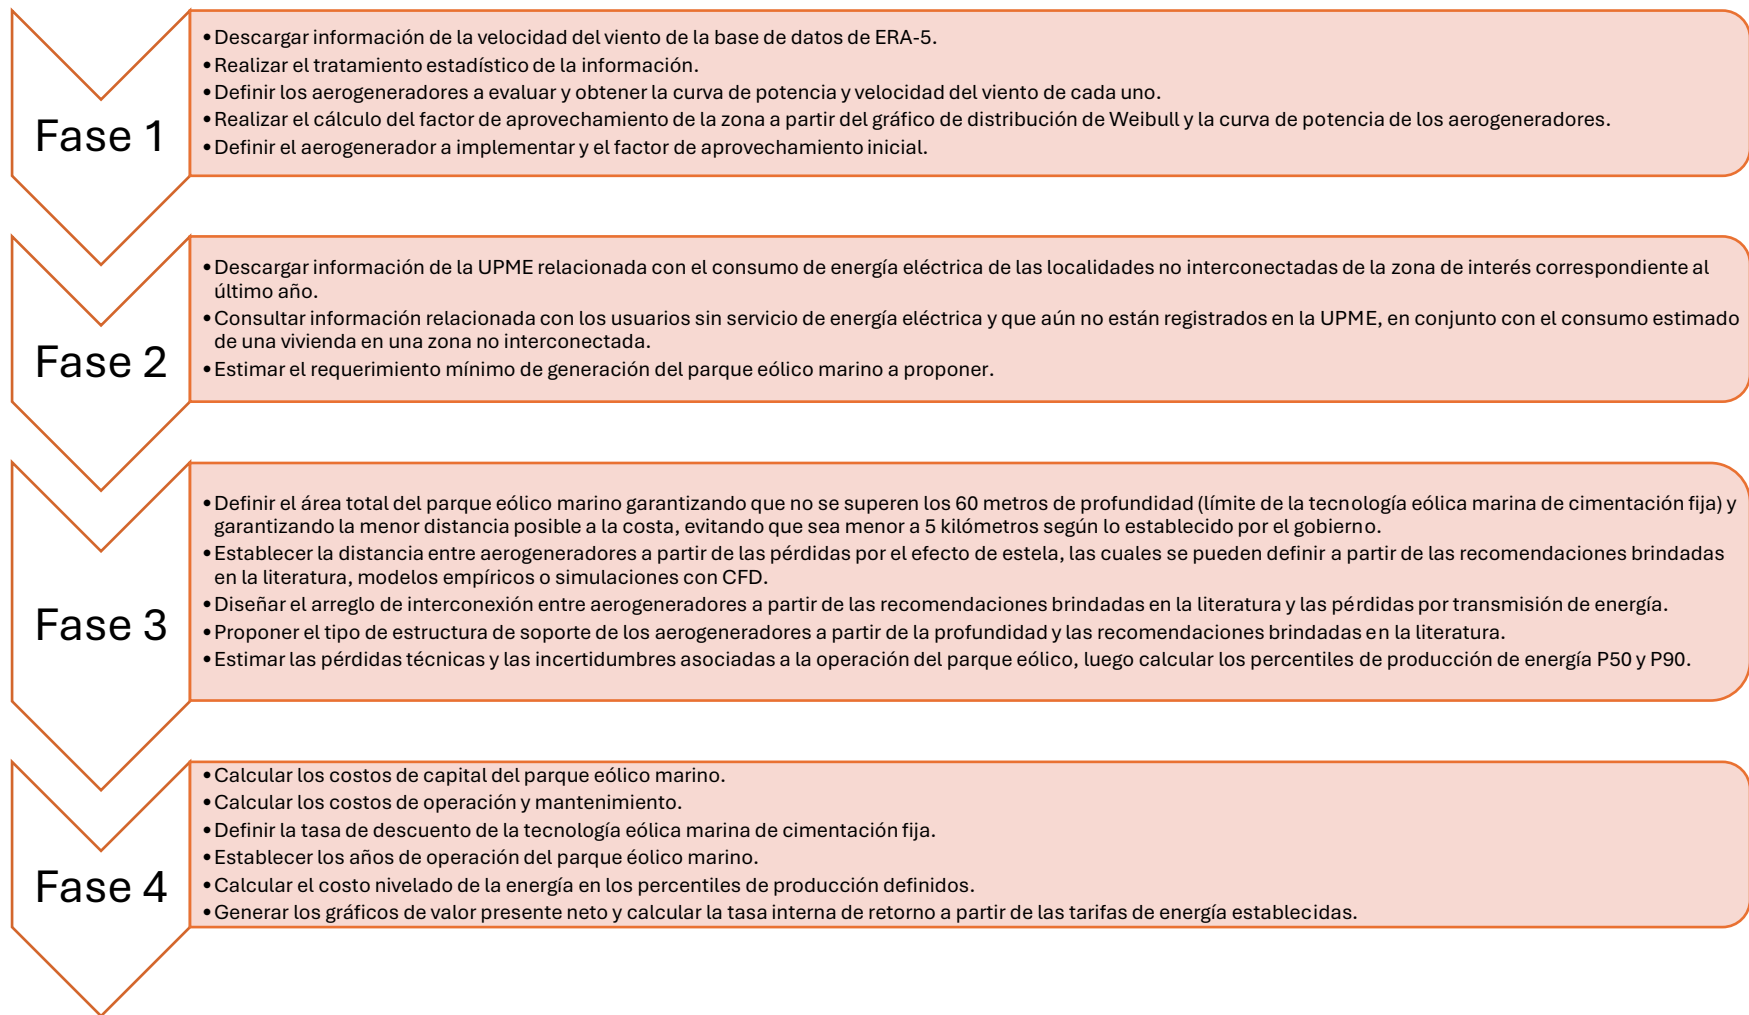 Fase 1
•Descargar información de la velocidad del viento de la base de datos de ERA-5.
•Realizar el tratamiento estadístico de la información.
•Definir los aerogeneradores a evaluar y obtener la curva de potencia y velocidad del viento de cada uno.
•Realizar el cálculo del factor de aprovechamiento de la zona a partir del gráfico de distribución de Weibull y la curva de potencia de los aerogeneradores.
•Definir el aerogenerador a implementar y el factor de aprovechamiento inicial.
Fase 2
•Descargar información de la UPME relacionada con el consumo de energía eléctrica de las localidades no interconectadas de la zona de interés correspondiente al
último año.
•Consultar información relacionada con los usuarios sin servicio de energía eléctrica y que aún no están registrados en la UPME, en conjunto con el consumo estimado
de una vivienda en una zona no interconectada.
•Estimar el requerimiento mínimo de generación del parque eólico marino a proponer.
Fase 3
•Definir el área total del parque eólico marino garantizando que no se superen los 60 metros de profundidad (límite de la tecnología eólica marina de cimentación fija) y
garantizando la menor distancia posible a la costa, evitando que sea menor a 5 kilómetros según lo establecido por el gobierno.
•Establecer la distancia entre aerogeneradores a partir de las pérdidas por el efecto de estela, las cuales se pueden definir a partir de las recomendaciones brindadas
en la literatura, modelos empíricos o simulaciones con CFD.
•Diseñar el arreglo de interconexión entre aerogeneradores a partir de las recomendaciones brindadas en la literatura y las pérdidas por transmisión de energía.
•Proponer el tipo de estructura de soporte de los aerogeneradores a partir de la profundidad y las recomendaciones brindadas en la literatura.
•Estimar las pérdidas técnicas y las incertidumbres asociadas a la operación del parque eólico, luego calcular los percentiles de producción de energía P50 y P90.
Fase 4
•Calcular los costos de capital del parque eólico marino.
•Calcular los costos de operación y mantenimiento.
•Definir la tasa de descuento de la tecnología eólica marina de cimentación fija.
•Establecer los años de operación del parque éolico marino.
•Calcular el costo nivelado de la energía en los percentiles de producción definidos.
•Generar los gráficos de valor presente neto y calcular la tasa interna de retorno a partir de las tarifas de energía establecidas.